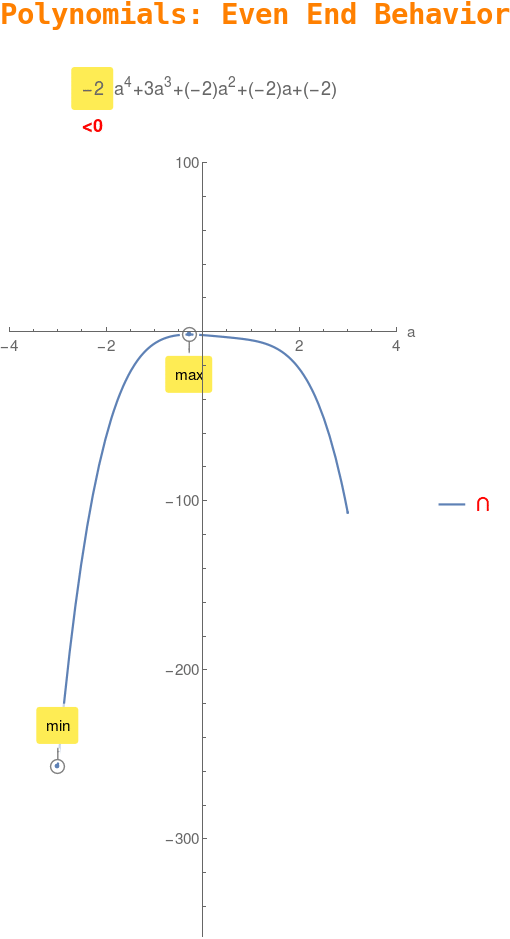 Polynomials: Even End Behavior
−2 a⁴+3a³+(−2)a²+(−2)a+(−2)
<0
100
−4 −2 2 4 a
max
−100
∩
−200
min
−300